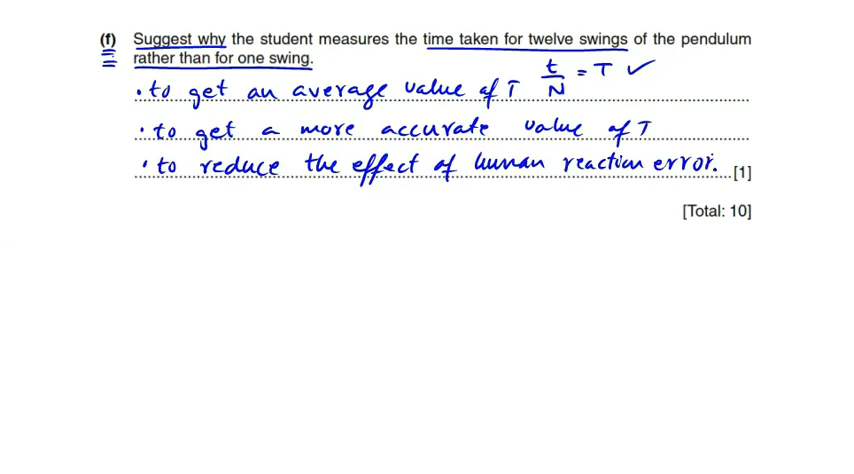 (f) Suggest why the student measures the time taken for twelve swings of the pendulum
rather than for one swing.
• to get an average value of T t/N = T ✓
• to get a more accurate value of T
• to reduce the effect of human reaction error. [1]
[Total: 10]